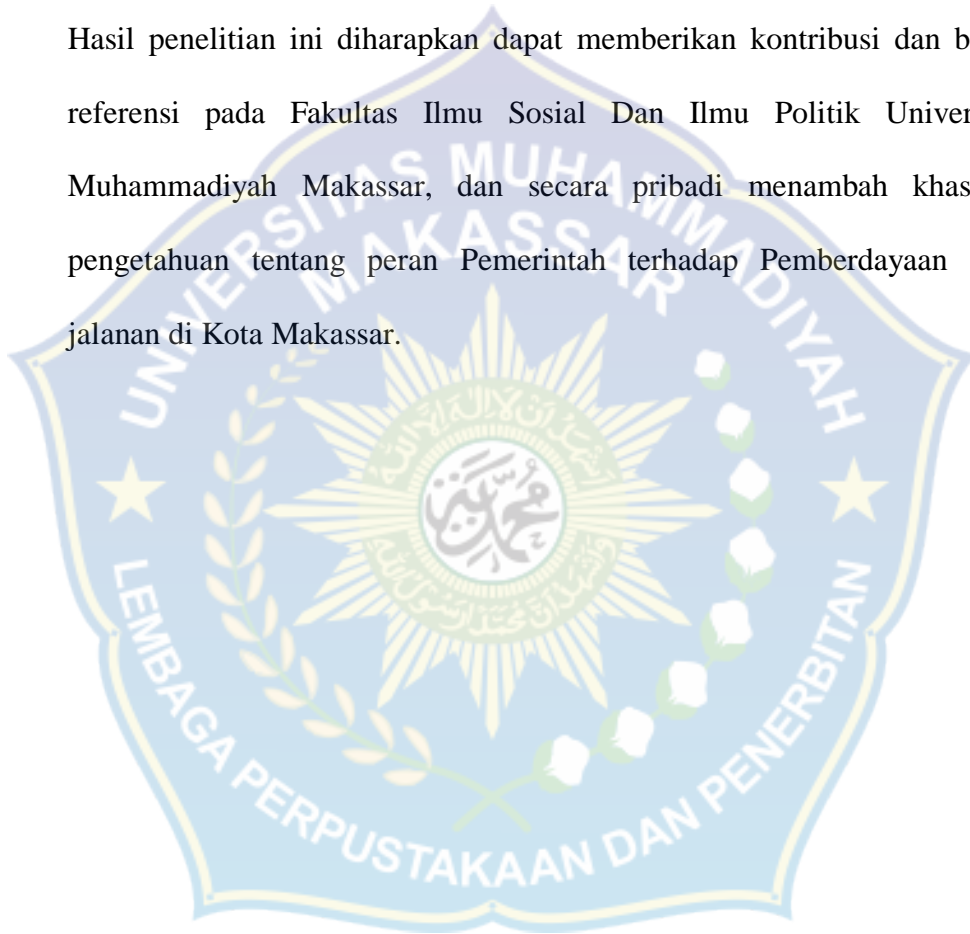 Hasil penelitian ini diharapkan dapat memberikan kontribusi dan b
referensi pada Fakultas Ilmu Sosial Dan Ilmu Politik Univer
Muhammadiyah Makassar, dan secara pribadi menambah khas
pengetahuan tentang peran Pemerintah terhadap Pemberdayaan
jalanan di Kota Makassar.
UNIVERSITAS MUHAMMADIYAH
MAKASSAR
LEMBAGA PERPUSTAKAAN DAN PENERBITAN